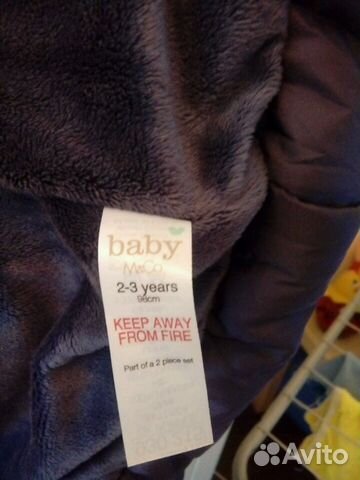 baby
M&Co
2-3 years
98cm
KEEP AWAY
FROM FIRE
Part of a 2 piece set
Avito